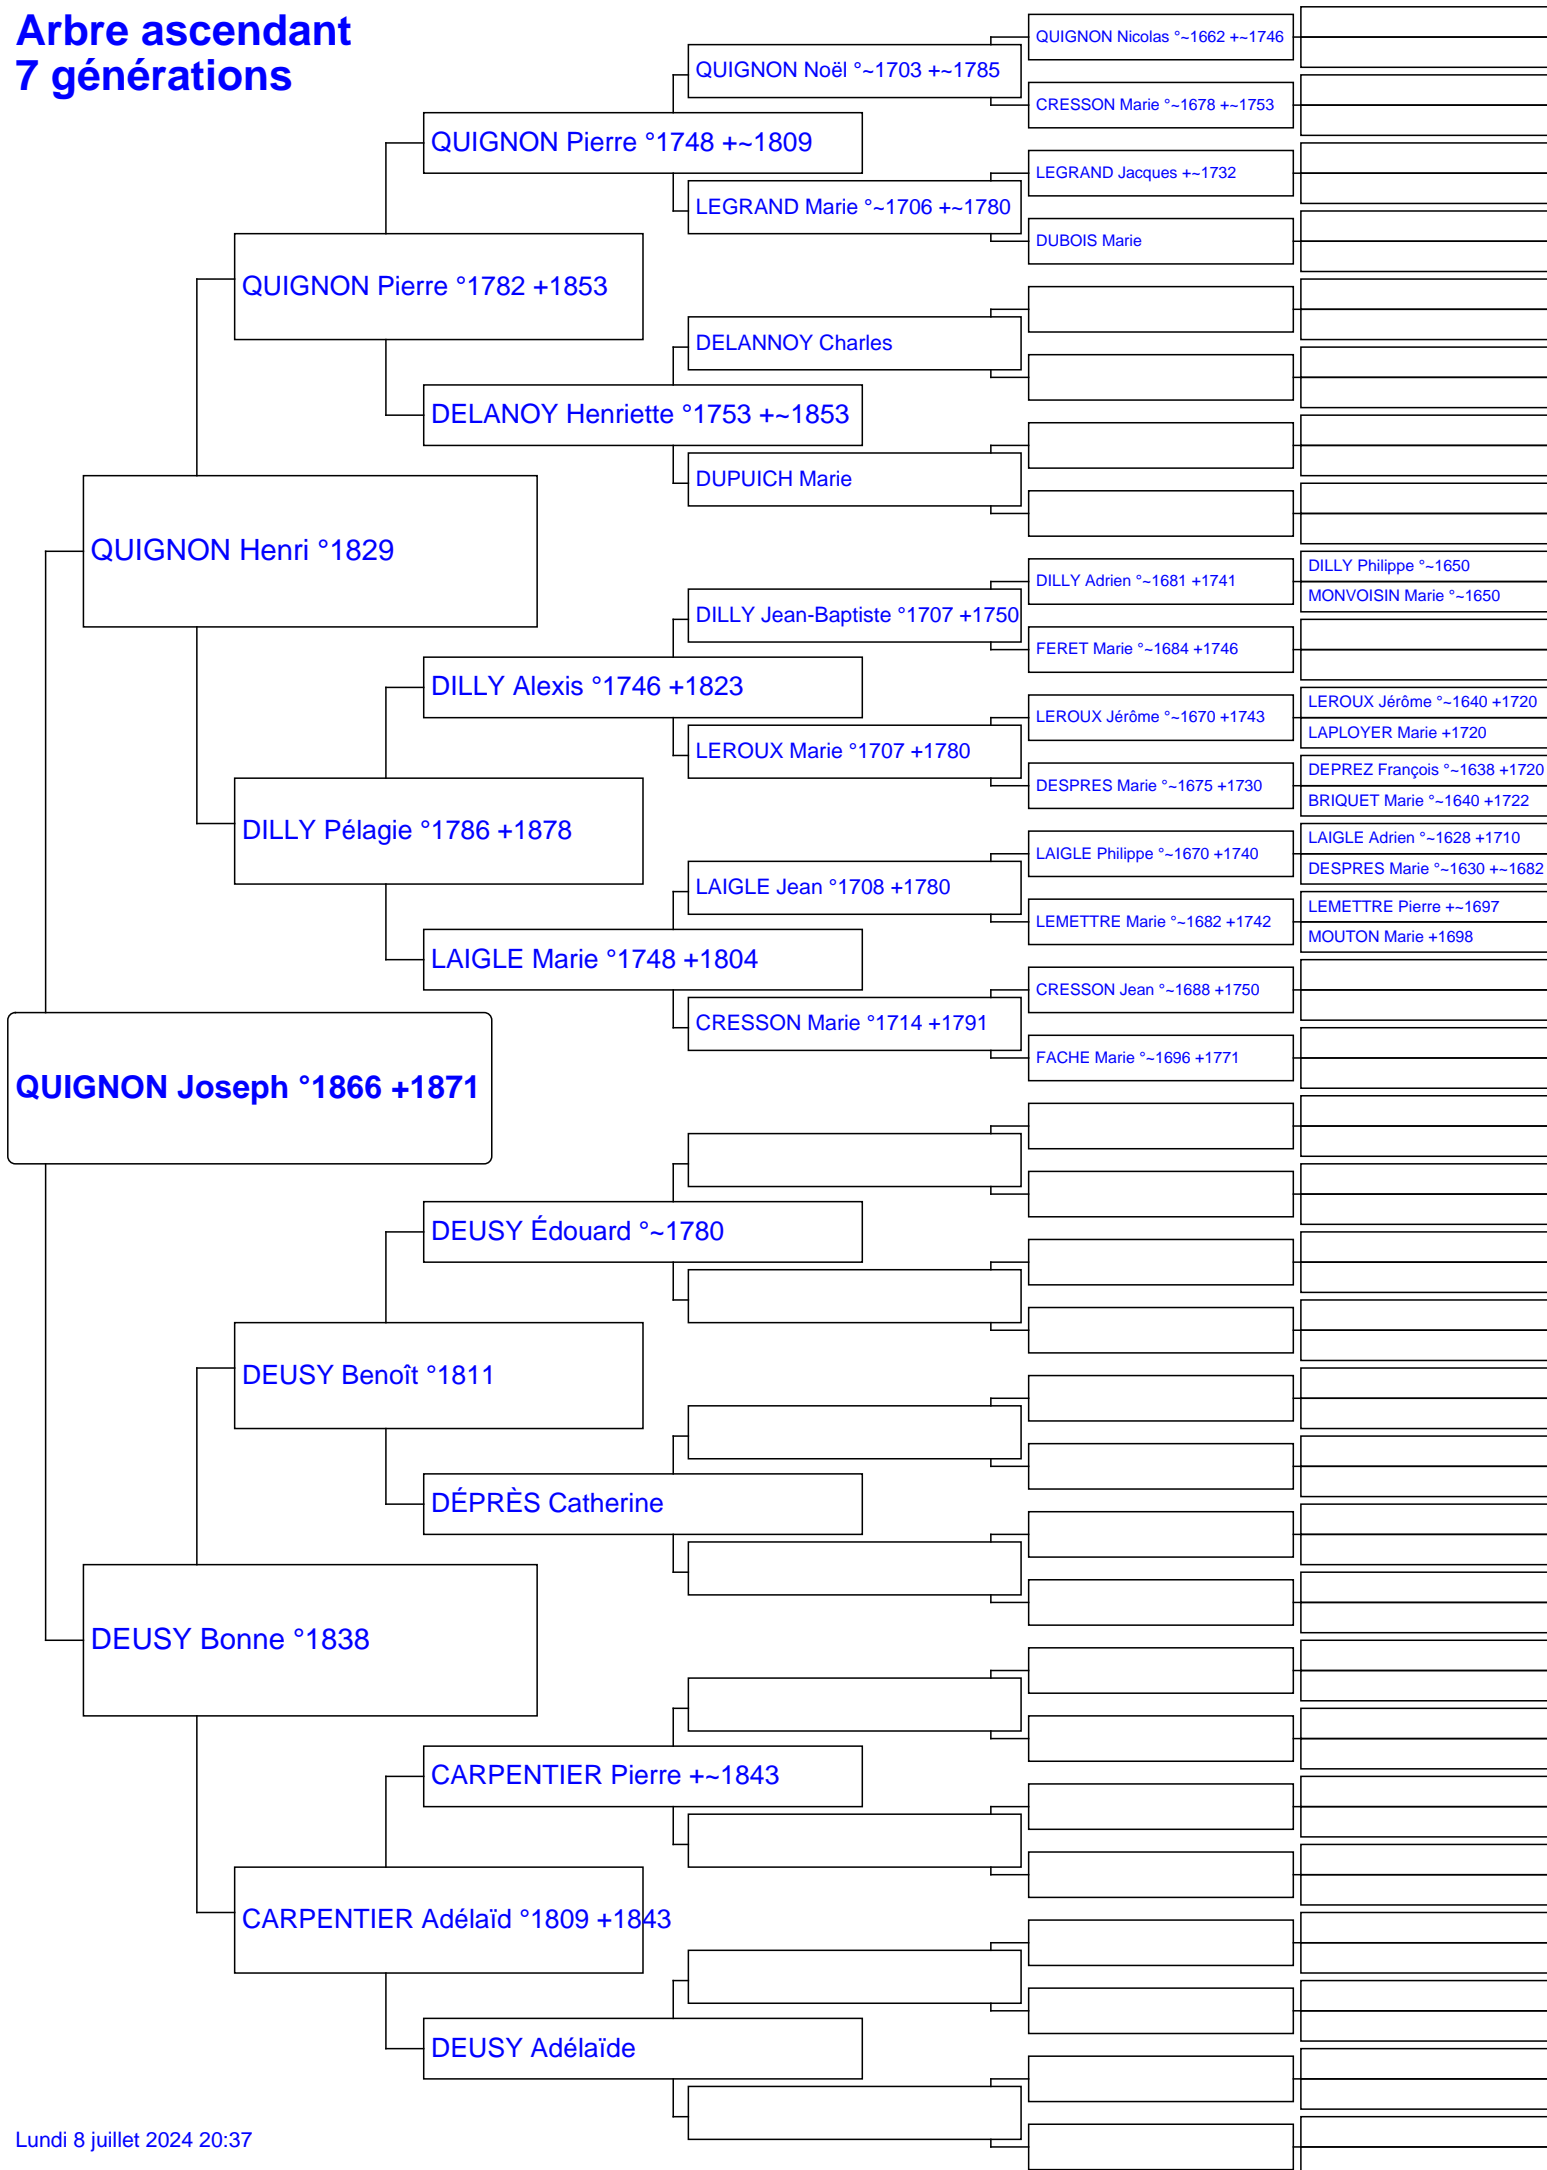 Arbre ascendant
7 générations
QUIGNON Nicolas °~1662 +~1746
QUIGNON Noël °~1703 +~1785
CRESSON Marie °~1678 +~1753
QUIGNON Pierre °1748 +~1809
LEGRAND Jacques +~1732
LEGRAND Marie °~1706 +~1780
DUBOIS Marie
QUIGNON Pierre °1782 +1853
DELANNOY Charles
DELANOY Henriette °1753 +~1853
DUPUICH Marie
QUIGNON Henri °1829
DILLY Philippe °~1650
DILLY Adrien °~1681 +1741
MONVOISIN Marie °~1650
DILLY Jean-Baptiste °1707 +1750
FERET Marie °~1684 +1746
DILLY Alexis °1746 +1823
LEROUX Jérôme °~1640 +1720
LEROUX Jérôme °~1670 +1743
LAPLOYER Marie +1720
LEROUX Marie °1707 +1780
DEPREZ François °~1638 +1720
DESPRES Marie °~1675 +1730
BRIQUET Marie °~1640 +1722
DILLY Pélagie °1786 +1878
LAIGLE Adrien °~1628 +1710
LAIGLE Philippe °~1670 +1740
DESPRES Marie °~1630 +~1682
LAIGLE Jean °1708 +1780
LEMETTRE Pierre +~1697
LEMETTRE Marie °~1682 +1742
MOUTON Marie +1698
LAIGLE Marie °1748 +1804
CRESSON Jean °~1688 +1750
CRESSON Marie °1714 +1791
FACHE Marie °~1696 +1771
QUIGNON Joseph °1866 +1871
DEUSY Édouard °~1780
DEUSY Benoît °1811
DÉPRÈS Catherine
DEUSY Bonne °1838
CARPENTIER Pierre +~1843
CARPENTIER Adélaïd °1809 +1843
DEUSY Adélaïde
Lundi 8 juillet 2024 20:37